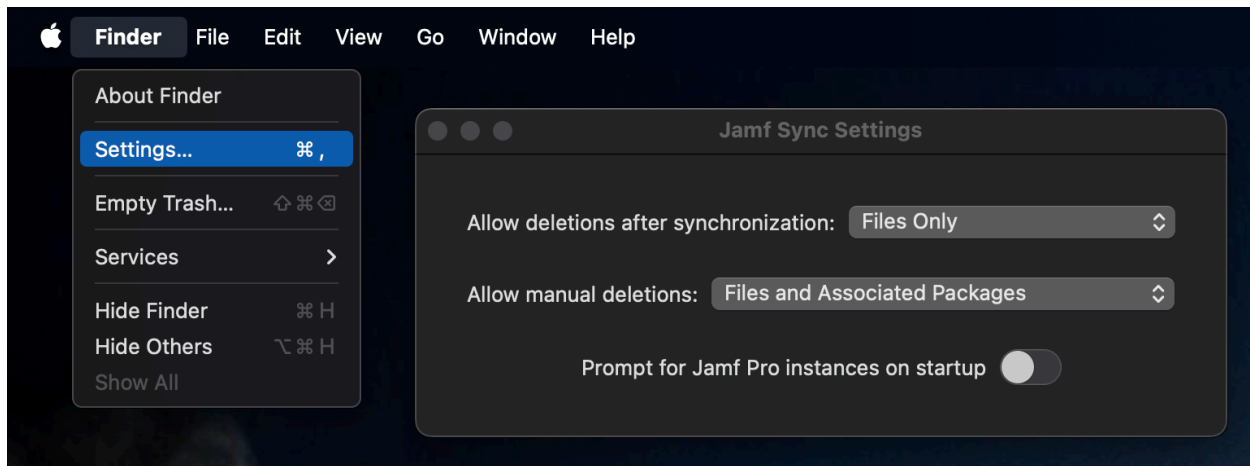 Finder File Edit View Go Window Help
About Finder
Settings... ⌘ ,
Empty Trash... ⇧ ⌘ ⌫
Services
Hide Finder ⌘ H
Hide Others ⌥ ⌘ H
Show All
Jamf Sync Settings
Allow deletions after synchronization: Files Only
Allow manual deletions: Files and Associated Packages
Prompt for Jamf Pro instances on startup